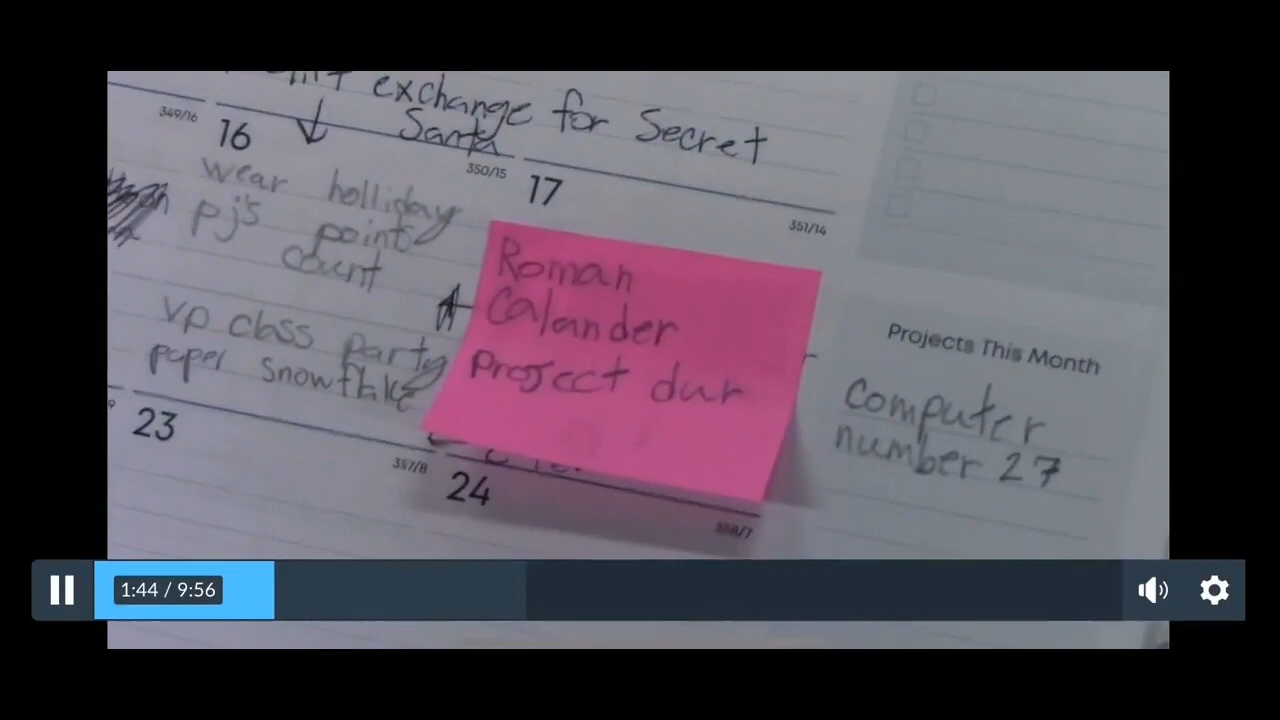 exchange for Secret
Santa
349/16
16
350/15
17
351/14
wear holliday
pj's point
count
vp class party
paper snowflake
Roman
Calander
Project dur
Projects This Month
computer
number 27
23
357/8
24
358/7
1:44 / 9:56